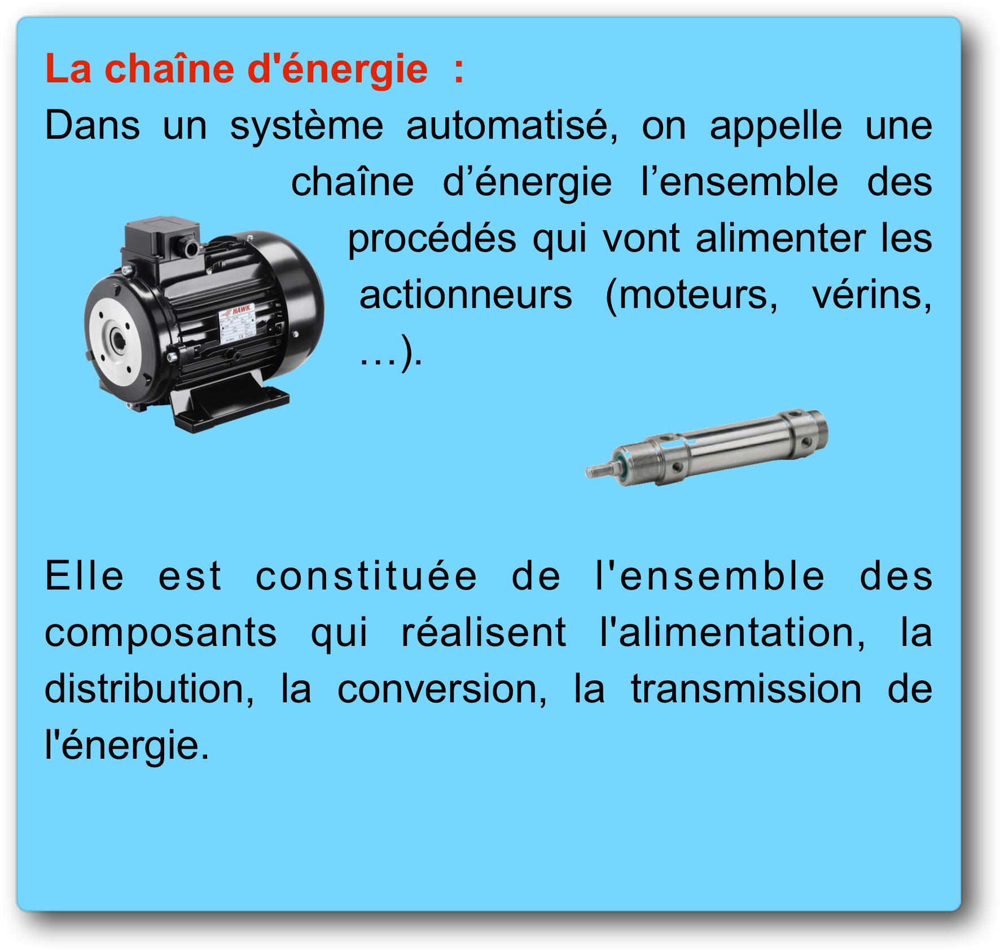 La chaîne d'énergie  :
Dans un système automatisé, on appelle une
chaîne d’énergie l’ensemble des
procédés qui vont alimenter les
actionneurs (moteurs, vérins,
…).
HAWK
Elle est constituée de l'ensemble des
composants qui réalisent l'alimentation, la
distribution, la conversion, la transmission de
l'énergie.